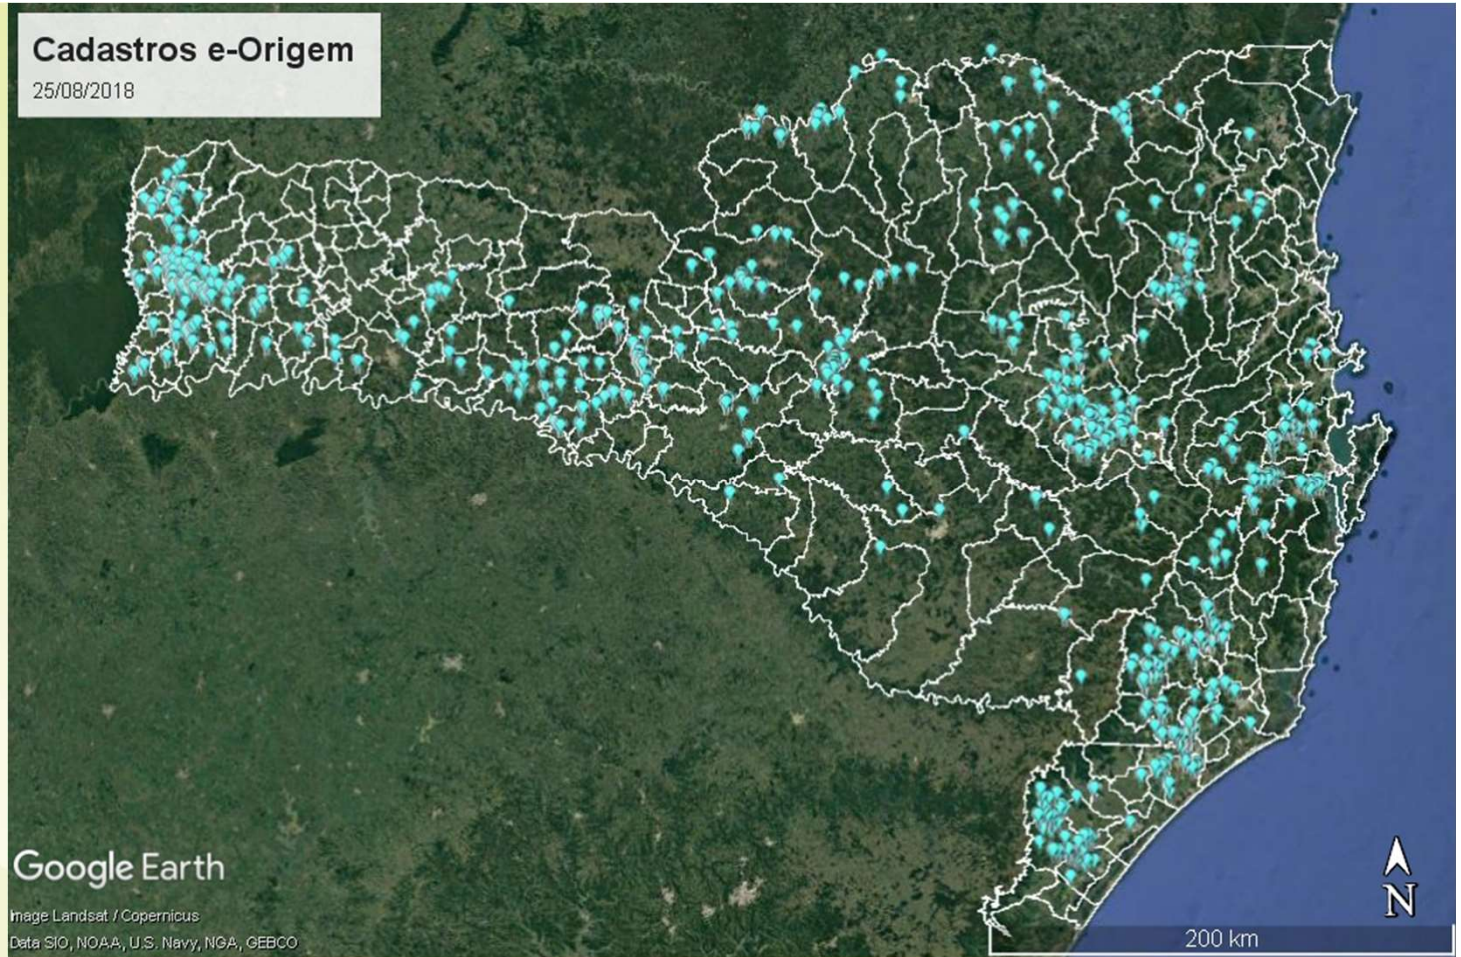 Cadastros e-Origem
25/08/2018
Google Earth
Image Landsat / Copernicus
Data SIO, NOAA, U.S. Navy, NGA, GEBCO
N
200 km